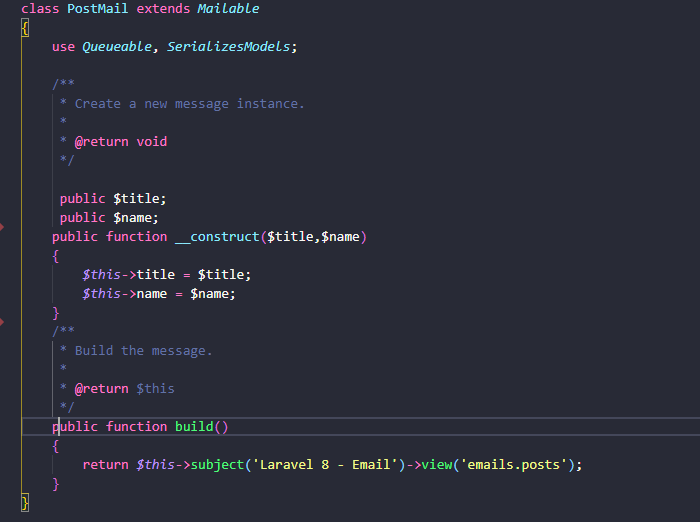 class PostMail extends Mailable
{
    use Queueable, SerializesModels;

    /**
     * Create a new message instance.
     *
     * @return void
     */

     public $title;
     public $name;
    public function __construct($title,$name)
    {
        $this->title = $title;
        $this->name = $name;
    }
    /**
     * Build the message.
     *
     * @return $this
     */
    public function build()
    {
        return $this->subject('Laravel 8 - Email')->view('emails.posts');
    }
}